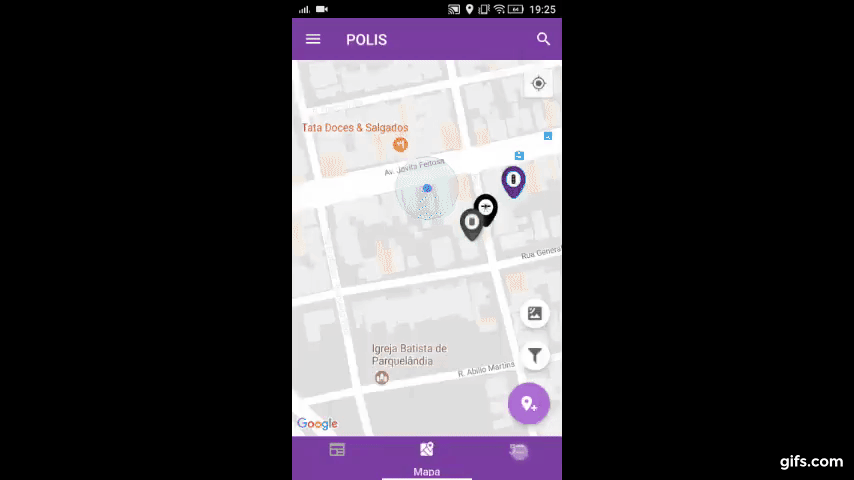 19:25
POLIS
Tata Doces & Salgados
Av. Jovita Feitosa
Rua General
Igreja Batista de
Parquelândia
R. Abílio Martins
Google
Mapa
gifs.com